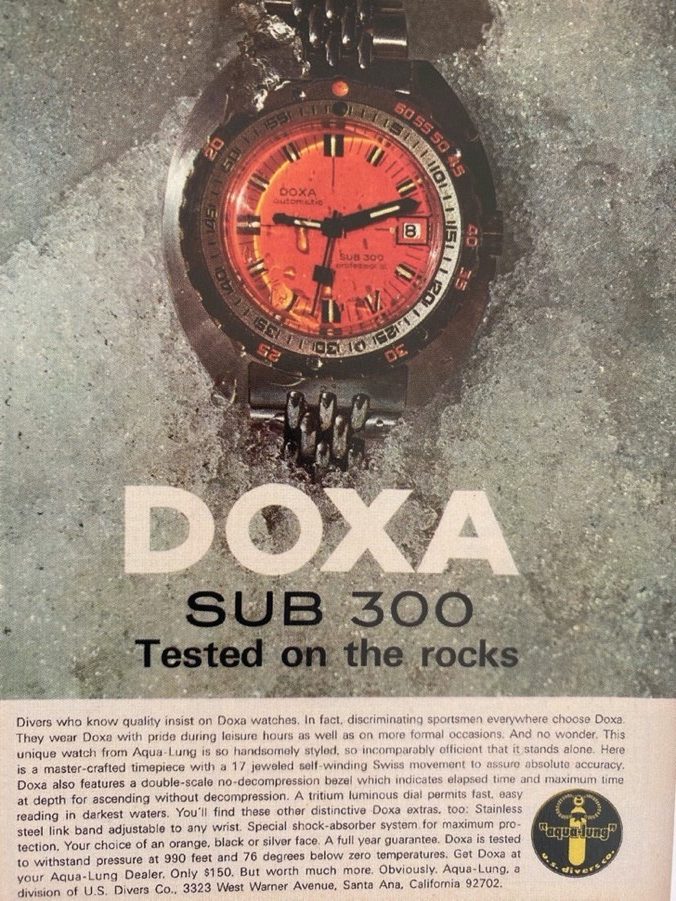 DOXA
automatic
SUB 300
professional
8
60 55 50 45
40
35
30
25
20
DOXA
SUB 300
Tested on the rocks
Divers who know quality insist on Doxa watches. In fact, discriminating sportsmen everywhere choose Doxa.
They wear Doxa with pride during leisure hours as well as on more formal occasions. And no wonder. This
unique watch from Aqua-Lung is so handsomely styled, so incomparably efficient that it stands alone. Here
is a master-crafted timepiece with a 17 jeweled self-winding Swiss movement to assure absolute accuracy.
Doxa also features a double-scale no-decompression bezel which indicates elapsed time and maximum time
at depth for ascending without decompression. A tritium luminous dial permits fast, easy
reading in darkest waters. You'll find these other distinctive Doxa extras, too: Stainless
steel link band adjustable to any wrist. Special shock-absorber system for maximum pro-
tection. Your choice of an orange, black or silver face. A full year guarantee. Doxa is tested
to withstand pressure at 990 feet and 76 degrees below zero temperatures. Get Doxa at
your Aqua-Lung Dealer. Only $150. But worth much more. Obviously. Aqua-Lung, a
division of U.S. Divers Co., 3323 West Warner Avenue, Santa Ana, California 92702.
"aqua-lung"
u.s. divers co.